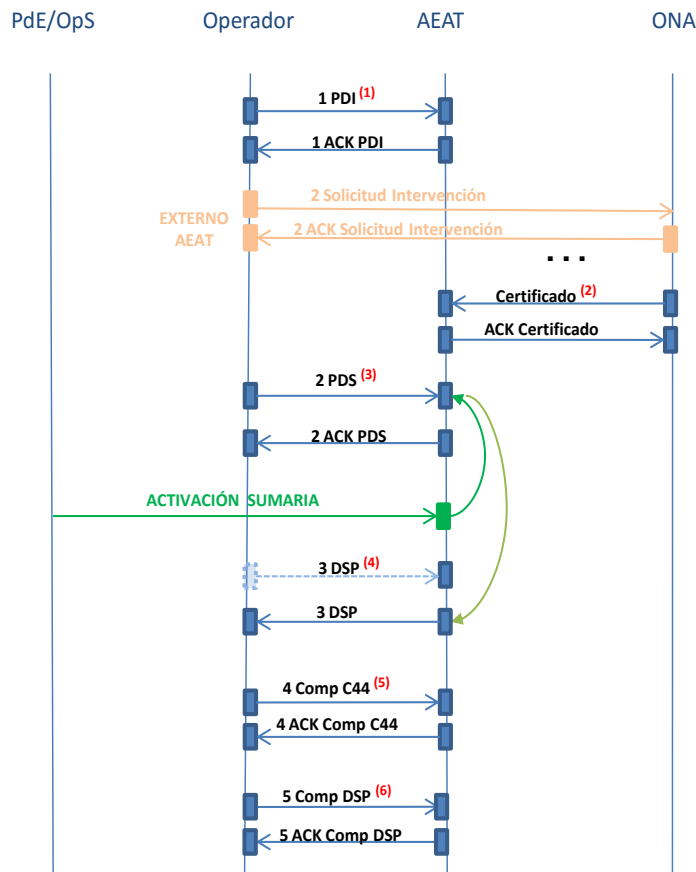 PdE/OpS Operador AEAT ONA
1 PDI (1)
1 ACK PDI
2 Solicitud Intervención
EXTERNO
AEAT
2 ACK Solicitud Intervención
...
Certificado (2)
ACK Certificado
2 PDS (3)
2 ACK PDS
ACTIVACIÓN SUMARIA
3 DSP (4)
3 DSP
4 Comp C44 (5)
4 ACK Comp C44
5 Comp DSP (6)
5 ACK Comp DSP